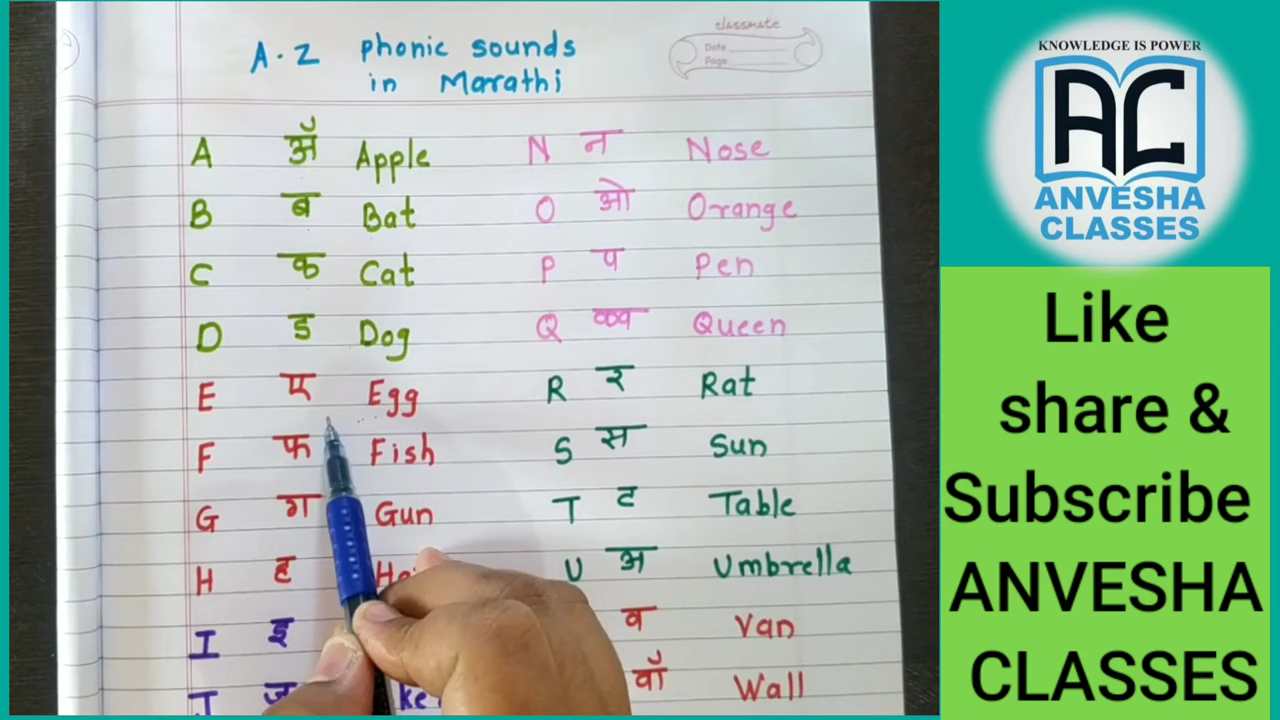 classmate
Date
Page
A-Z phonic sounds
in Marathi
A अॅ Apple
B ब Bat
C क Cat
D ड Dog
E ए Egg
F फ Fish
G ग Gun
H ह
I इ
J ज
N न Nose
O ओ Orange
P प Pen
Q क्व Queen
R र Rat
S स Sun
T ट Table
U अ Umbrella
व Van
वॉ Wall
KNOWLEDGE IS POWER
AC
ANVESHA
CLASSES
Like
share &
Subscribe
ANVESHA
CLASSES